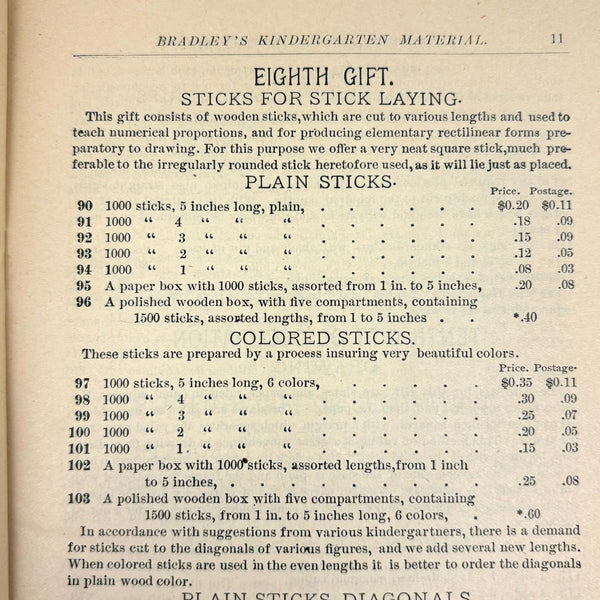 BRADLEY'S KINDERGARTEN MATERIAL. 11
EIGHTH GIFT.
STICKS FOR STICK LAYING.
This gift consists of wooden sticks, which are cut to various lengths and used to
teach numerical proportions, and for producing elementary rectilinear forms pre-
paratory to drawing. For this purpose we offer a very neat square stick, much pre-
ferable to the irregularly rounded stick heretofore used, as it will lie just as placed.
PLAIN STICKS.
Price. Postage.
90 1000 sticks, 5 inches long, plain, . . . . . . $0.20 $0.11
91 1000 “ 4 “ “ “ . . . . . . .18 .09
92 1000 “ 3 “ “ “ . . . . . . .15 .09
93 1000 “ 2 “ “ “ . . . . . . .12 .05
94 1000 “ 1 “ “ “ . . . . . . .08 .03
95 A paper box with 1000 sticks, assorted from 1 in. to 5 inches, .20 .08
96 A polished wooden box, with five compartments, containing
1500 sticks, assorted lengths, from 1 to 5 inches . . *.40
COLORED STICKS.
These sticks are prepared by a process insuring very beautiful colors.
Price. Postage.
97 1000 sticks, 5 inches long, 6 colors, . . . . . $0.35 $0.11
98 1000 “ 4 “ “ “ . . . . . . .30 .09
99 1000 “ 3 “ “ “ . . . . . . .25 .07
100 1000 “ 2 “ “ “ . . . . . . .20 .05
101 1000 “ 1. “ “ “ . . . . . . .15 .03
102 A paper box with 1000 sticks, assorted lengths, from 1 inch
to 5 inches, . . . . . . . . . .25 .08
103 A polished wooden box with five compartments, containing
1500 sticks, from 1 in. to 5 inches long, 6 colors, . *.60
In accordance with suggestions from various kindergartners, there is a demand
for sticks cut to the diagonals of various figures, and we add several new lengths.
When colored sticks are used in the even lengths it is better to order the diagonals
in plain wood color.
PLAIN STICKS, DIAGONALS.